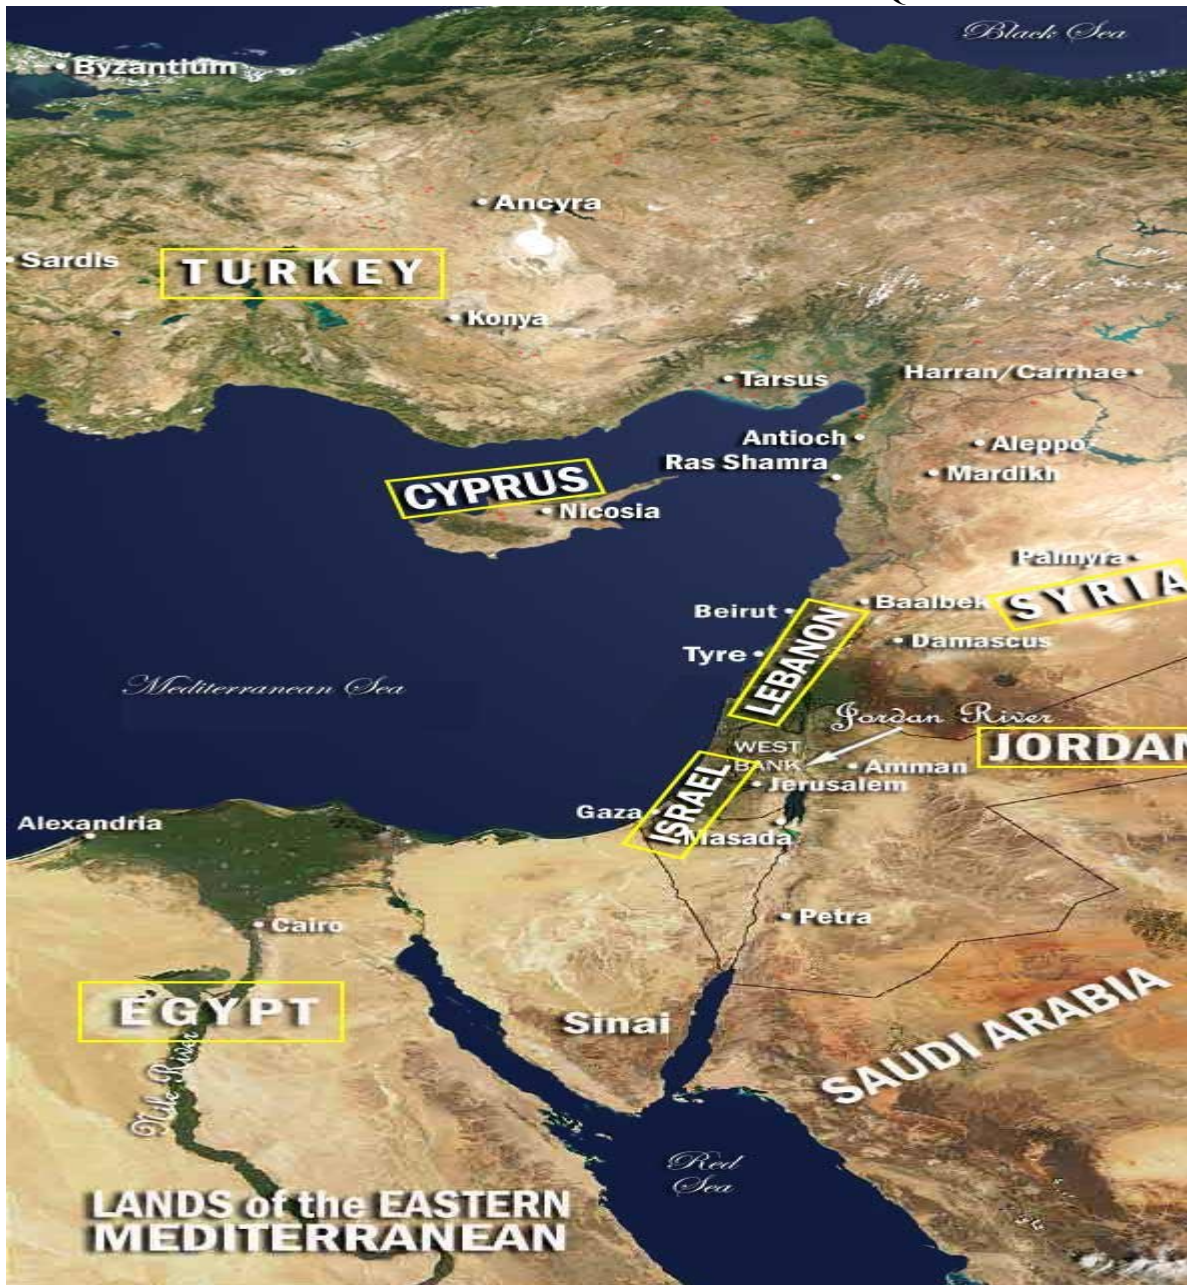 Black Sea
Byzantium
Ancyra
Sardis
TURKEY
Konya
Tarsus
Harran/Carrhae
Antioch
Aleppo
Ras Shamra
Mardikh
CYPRUS
Nicosia
Palmyra
SYRIA
Beirut
Baalbek
LEBANON
Damascus
Tyre
Mediterranean Sea
Jordan River
WEST
BANK
JORDAN
Amman
Jerusalem
ISRAEL
Gaza
Masada
Alexandria
Cairo
Petra
EGYPT
Sinai
SAUDI ARABIA
Nile River
Red
Sea
LANDS of the EASTERN
MEDITERRANEAN